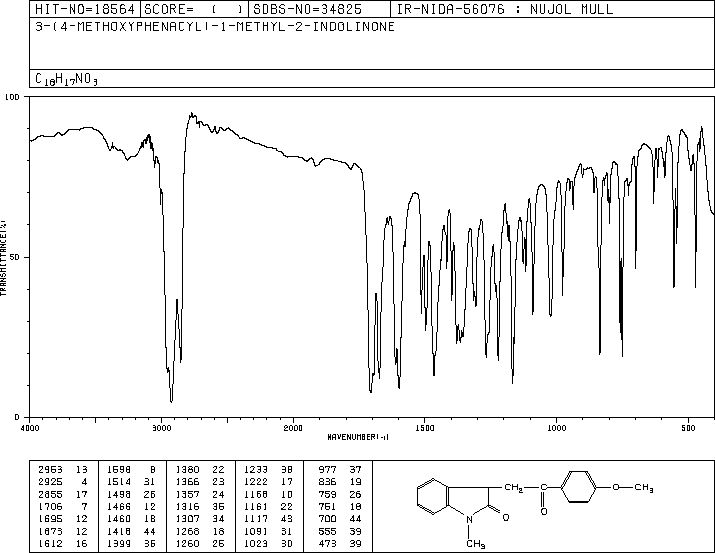 HIT-NO=18564 SCORE= ( ) SDBS-NO=34825 IR-NIDA-56076 : NUJOL MULL
3-(4-METHOXYPHENACYL)-1-METHYL-2-INDOLINONE
C18H17NO3
100
TRANSMITTANCE(%)
50
0
4000 3000 2000 1500 1000 500
WAVENUMBER(-1)
2953 13 1598 8 1380 22 1233 38 977 37
2925 4 1514 31 1366 23 1222 17 836 19
2855 17 1498 26 1357 24 1168 10 759 26
1706 7 1466 12 1316 35 1161 22 751 18
1695 12 1460 18 1307 34 1117 43 700 44
1673 12 1418 44 1268 18 1091 31 555 39
1612 16 1399 36 1260 26 1023 30 473 39
CH2 C O CH3
O
N O
CH3